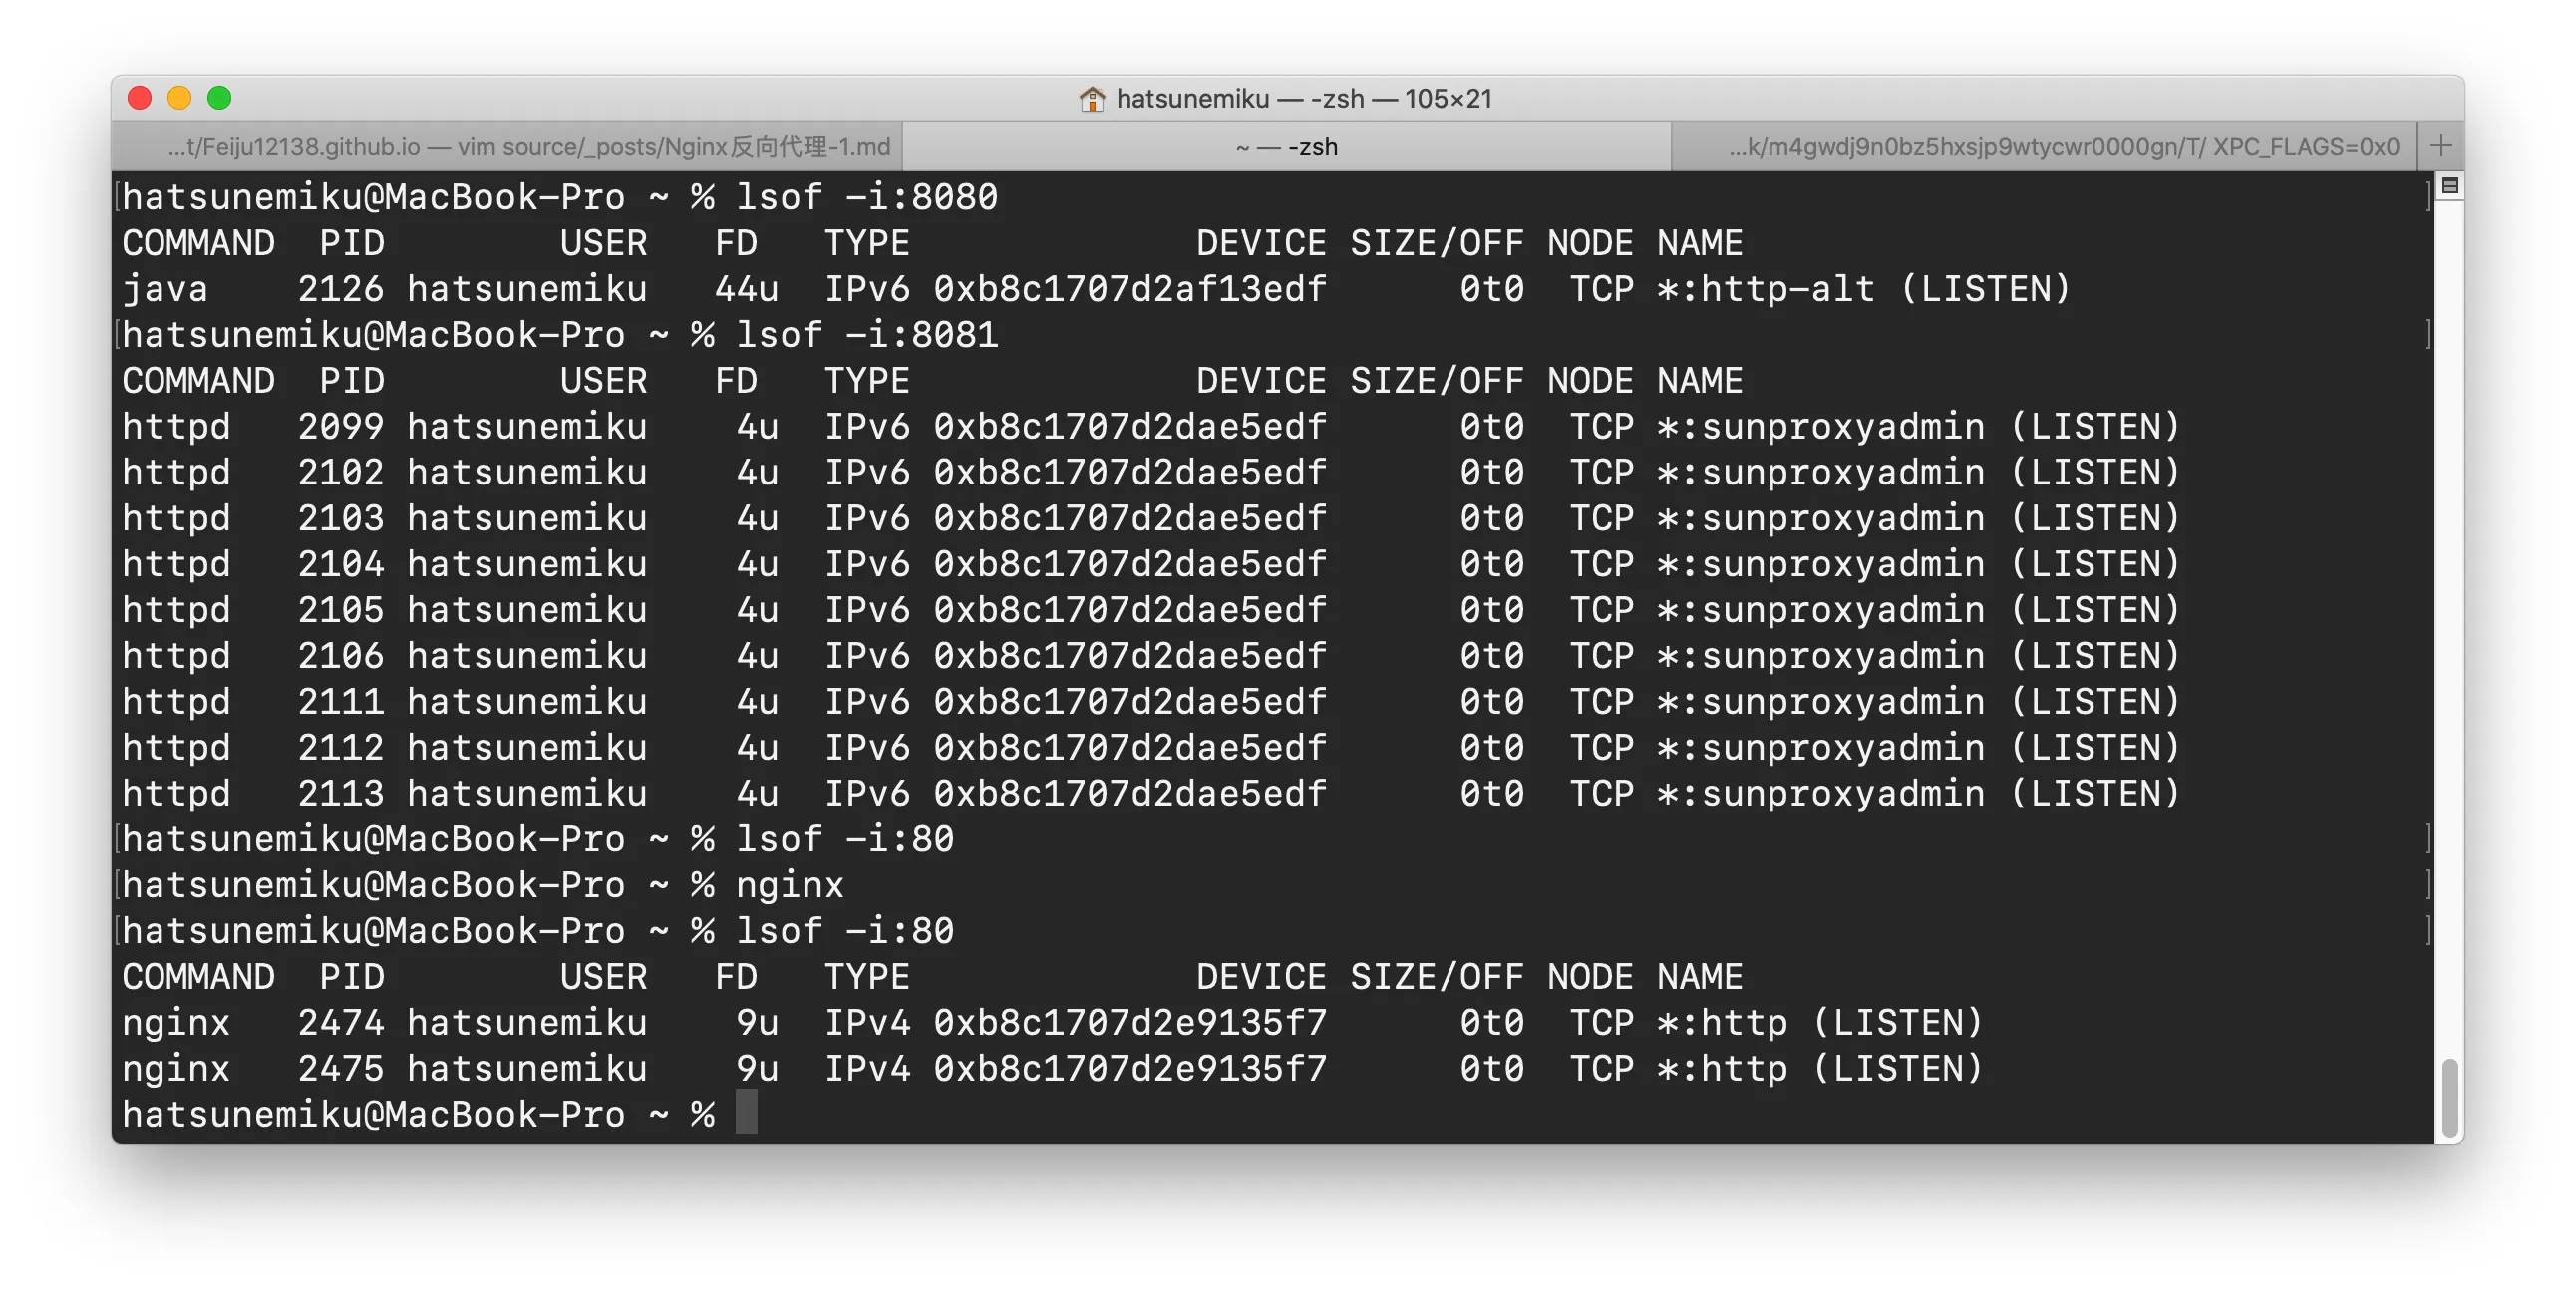 hatsunemiku — -zsh — 105×21
...t/Feiju12138.github.io — vim source/_posts/Nginx反向代理-1.md
~ — -zsh
...k/m4gwdj9n0bz5hxsjp9wtycwr0000gn/T/ XPC_FLAGS=0x0
[hatsunemiku@MacBook-Pro ~ % lsof -i:8080 ]
COMMAND  PID        USER   FD   TYPE             DEVICE SIZE/OFF NODE NAME
java    2126 hatsunemiku   44u  IPv6 0xb8c1707d2af13edf      0t0  TCP *:http-alt (LISTEN)
[hatsunemiku@MacBook-Pro ~ % lsof -i:8081 ]
COMMAND  PID        USER   FD   TYPE             DEVICE SIZE/OFF NODE NAME
httpd   2099 hatsunemiku    4u  IPv6 0xb8c1707d2dae5edf      0t0  TCP *:sunproxyadmin (LISTEN)
httpd   2102 hatsunemiku    4u  IPv6 0xb8c1707d2dae5edf      0t0  TCP *:sunproxyadmin (LISTEN)
httpd   2103 hatsunemiku    4u  IPv6 0xb8c1707d2dae5edf      0t0  TCP *:sunproxyadmin (LISTEN)
httpd   2104 hatsunemiku    4u  IPv6 0xb8c1707d2dae5edf      0t0  TCP *:sunproxyadmin (LISTEN)
httpd   2105 hatsunemiku    4u  IPv6 0xb8c1707d2dae5edf      0t0  TCP *:sunproxyadmin (LISTEN)
httpd   2106 hatsunemiku    4u  IPv6 0xb8c1707d2dae5edf      0t0  TCP *:sunproxyadmin (LISTEN)
httpd   2111 hatsunemiku    4u  IPv6 0xb8c1707d2dae5edf      0t0  TCP *:sunproxyadmin (LISTEN)
httpd   2112 hatsunemiku    4u  IPv6 0xb8c1707d2dae5edf      0t0  TCP *:sunproxyadmin (LISTEN)
httpd   2113 hatsunemiku    4u  IPv6 0xb8c1707d2dae5edf      0t0  TCP *:sunproxyadmin (LISTEN)
[hatsunemiku@MacBook-Pro ~ % lsof -i:80 ]
[hatsunemiku@MacBook-Pro ~ % nginx ]
[hatsunemiku@MacBook-Pro ~ % lsof -i:80 ]
COMMAND  PID        USER   FD   TYPE             DEVICE SIZE/OFF NODE NAME
nginx   2474 hatsunemiku    9u  IPv4 0xb8c1707d2e9135f7      0t0  TCP *:http (LISTEN)
nginx   2475 hatsunemiku    9u  IPv4 0xb8c1707d2e9135f7      0t0  TCP *:http (LISTEN)
hatsunemiku@MacBook-Pro ~ %